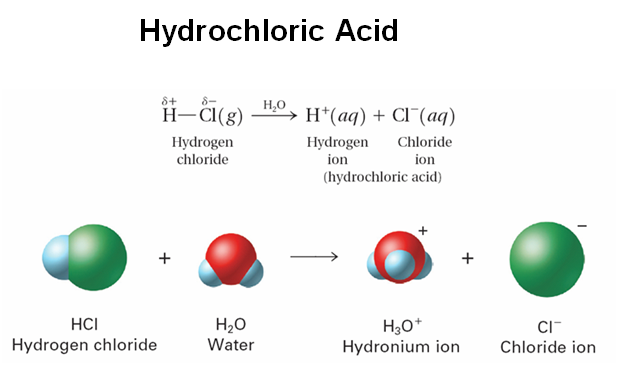 Hydrochloric Acid
δ+ δ−
H—Cl(g) H₂O⟶ H⁺(aq) + Cl⁻(aq)
Hydrogen Hydrogen Chloride
chloride ion ion
(hydrochloric acid)
+ + + −
HCl H₂O H₃O⁺ Cl⁻
Hydrogen chloride Water Hydronium ion Chloride ion